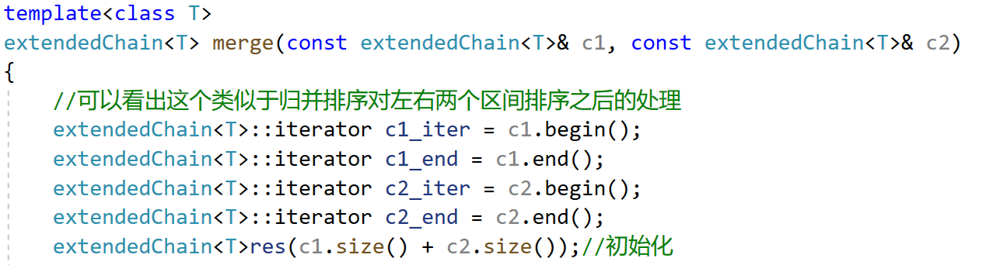 template<class T>
extendedChain<T> merge(const extendedChain<T>& c1, const extendedChain<T>& c2)
{
//可以看出这个类似于归并排序对左右两个区间排序之后的处理
extendedChain<T>::iterator c1_iter = c1.begin();
extendedChain<T>::iterator c1_end = c1.end();
extendedChain<T>::iterator c2_iter = c2.begin();
extendedChain<T>::iterator c2_end = c2.end();
extendedChain<T>res(c1.size() + c2.size());//初始化